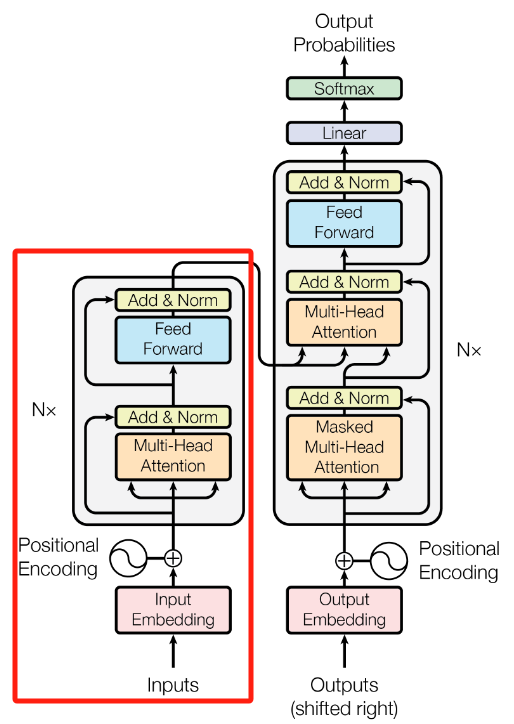 Output
Probabilities
Softmax
Linear
Add & Norm
Feed
Forward
Add & Norm
Multi-Head
Attention
Add & Norm
Masked
Multi-Head
Attention
N×
Positional
Encoding
Output
Embedding
Outputs
(shifted right)
Add & Norm
Feed
Forward
Add & Norm
Multi-Head
Attention
N×
Positional
Encoding
Input
Embedding
Inputs